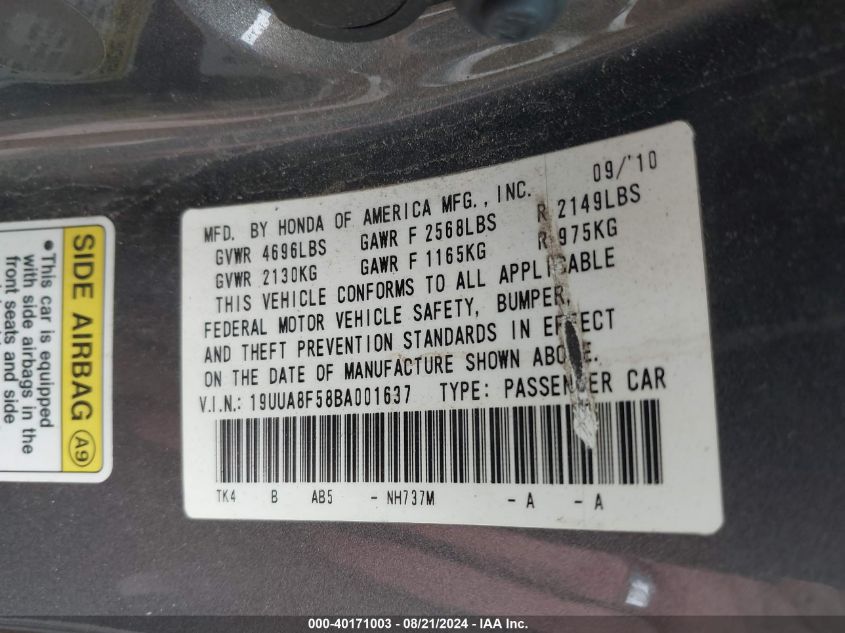 SIDE AIRBAG A9
•This car is equipped
with side airbags in the
front seats and side
09/'10
MFD. BY HONDA OF AMERICA MFG., INC.
GVWR 4696LBS GAWR F 2568LBS R 2149LBS
GVWR 2130KG GAWR F 1165KG R 975KG
THIS VEHICLE CONFORMS TO ALL APPLICABLE
FEDERAL MOTOR VEHICLE SAFETY, BUMPER,
AND THEFT PREVENTION STANDARDS IN EFFECT
ON THE DATE OF MANUFACTURE SHOWN ABOVE.
V.I.N.: 19UUA8F58BA001637 TYPE: PASSENGER CAR
TK4 B AB5 - NH737M - A - A
000-40171003 - 08/21/2024 - IAA Inc.